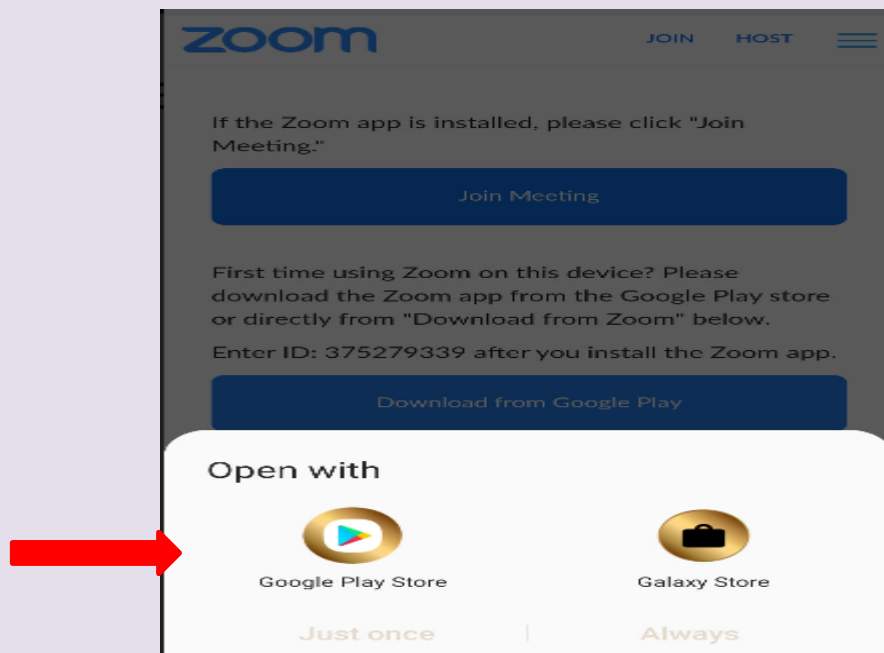 zoom
JOIN HOST
If the Zoom app is installed, please click "Join
Meeting."
Join Meeting
First time using Zoom on this device? Please
download the Zoom app from the Google Play store
or directly from "Download from Zoom" below.
Enter ID: 375279339 after you install the Zoom app.
Download from Google Play
Open with
Google Play Store Galaxy Store
Just once | Always